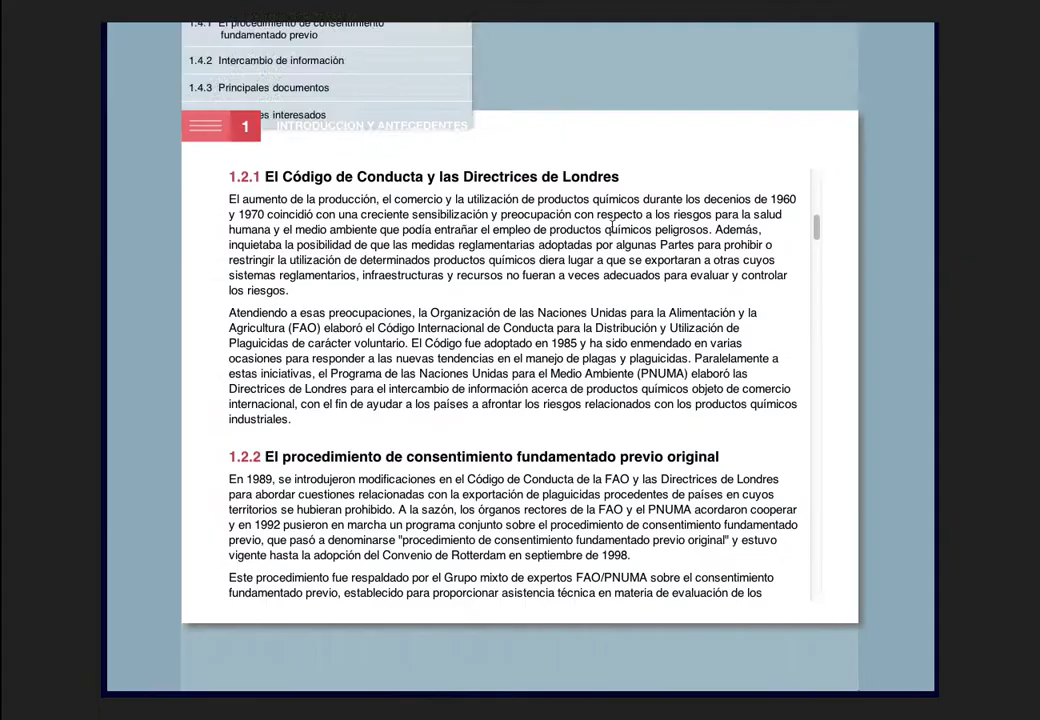 1.4.1 El procedimiento de consentimiento
fundamentado previo
1.4.2 Intercambio de información
1.4.3 Principales documentos
es interesados
1 INTRODUCCIÓN Y ANTECEDENTES
1.2.1 El Código de Conducta y las Directrices de Londres
El aumento de la producción, el comercio y la utilización de productos químicos durante los decenios de 1960
y 1970 coincidió con una creciente sensibilización y preocupación con respecto a los riesgos para la salud
humana y el medio ambiente que podía entrañar el empleo de productos químicos peligrosos. Además,
inquietaba la posibilidad de que las medidas reglamentarias adoptadas por algunas Partes para prohibir o
restringir la utilización de determinados productos químicos diera lugar a que se exportaran a otras cuyos
sistemas reglamentarios, infraestructuras y recursos no fueran a veces adecuados para evaluar y controlar
los riesgos.
Atendiendo a esas preocupaciones, la Organización de las Naciones Unidas para la Alimentación y la
Agricultura (FAO) elaboró el Código Internacional de Conducta para la Distribución y Utilización de
Plaguicidas de carácter voluntario. El Código fue adoptado en 1985 y ha sido enmendado en varias
ocasiones para responder a las nuevas tendencias en el manejo de plagas y plaguicidas. Paralelamente a
estas iniciativas, el Programa de las Naciones Unidas para el Medio Ambiente (PNUMA) elaboró las
Directrices de Londres para el intercambio de información acerca de productos químicos objeto de comercio
internacional, con el fin de ayudar a los países a afrontar los riesgos relacionados con los productos químicos
industriales.
1.2.2 El procedimiento de consentimiento fundamentado previo original
En 1989, se introdujeron modificaciones en el Código de Conducta de la FAO y las Directrices de Londres
para abordar cuestiones relacionadas con la exportación de plaguicidas procedentes de países en cuyos
territorios se hubieran prohibido. A la sazón, los órganos rectores de la FAO y el PNUMA acordaron cooperar
y en 1992 pusieron en marcha un programa conjunto sobre el procedimiento de consentimiento fundamentado
previo, que pasó a denominarse "procedimiento de consentimiento fundamentado previo original" y estuvo
vigente hasta la adopción del Convenio de Rotterdam en septiembre de 1998.
Este procedimiento fue respaldado por el Grupo mixto de expertos FAO/PNUMA sobre el consentimiento
fundamentado previo, establecido para proporcionar asistencia técnica en materia de evaluación de los